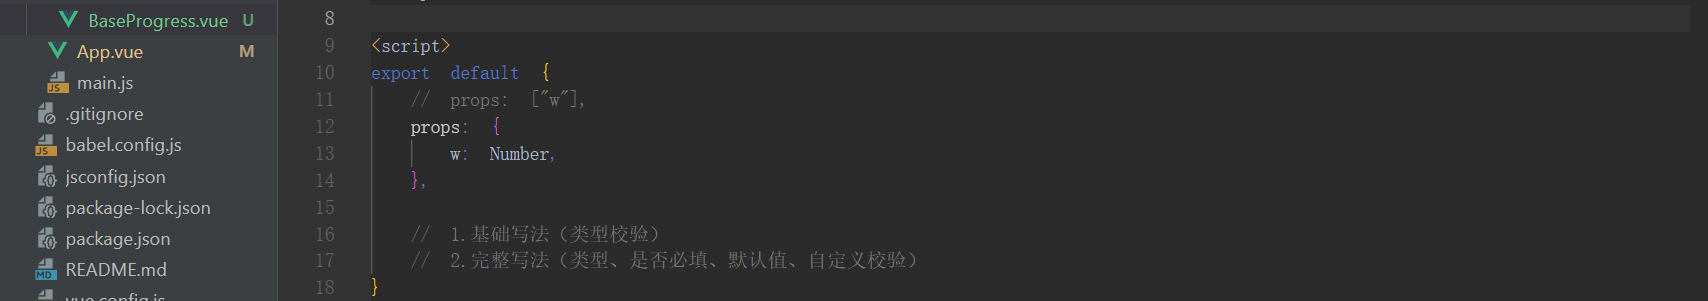 BaseProgress.vue U
App.vue M
main.js
.gitignore
babel.config.js
jsconfig.json
package-lock.json
package.json
README.md
vue.config.js
8
9 <script>
10 export default {
11 // props: ["w"],
12 props: {
13 w: Number,
14 },
15
16 // 1.基础写法（类型校验）
17 // 2.完整写法（类型、是否必填、默认值、自定义校验）
18 }